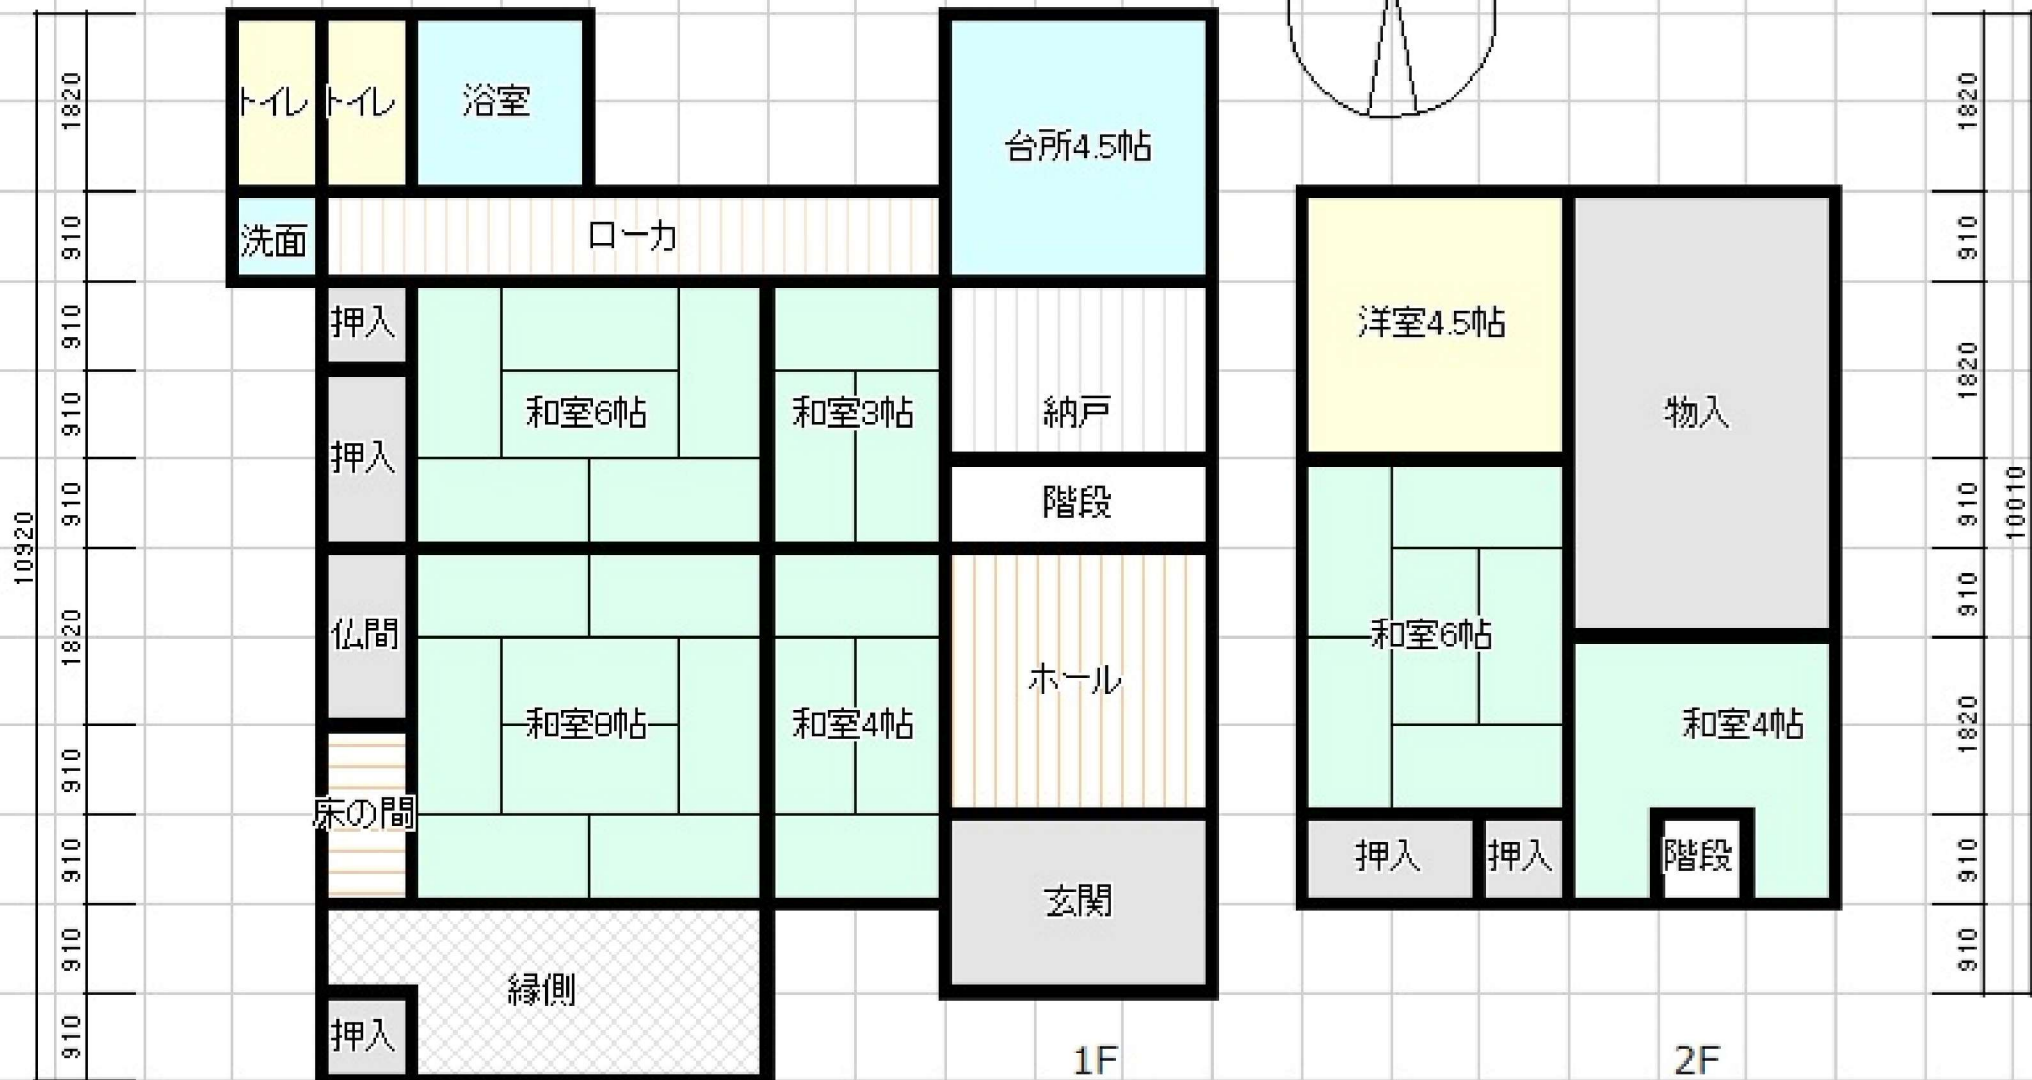 トイレ
トイレ
浴室
台所4.5帖
洗面
ローカ
押入
和室6帖
和室3帖
納戸
押入
階段
仏間
和室8帖
和室4帖
ホール
床の間
玄関
縁側
押入
1F
洋室4.5帖
物入
和室6帖
和室4帖
押入
押入
階段
2F
10920
1820
910
910
910
910
1820
910
910
910
910
1820
910
1820
910
910
1820
910
910
10010